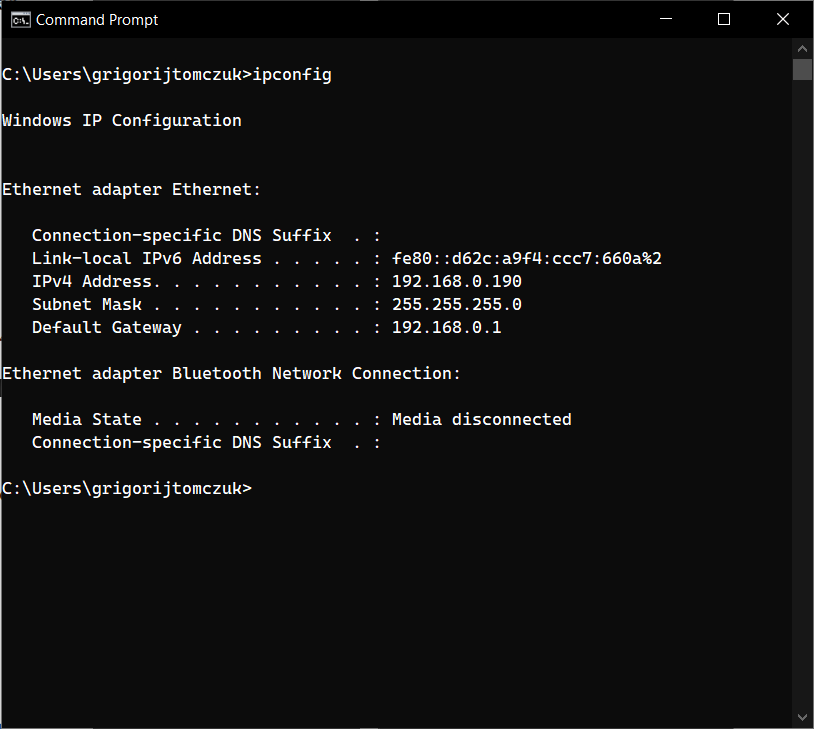 Command Prompt
C:\Users\grigorijtomczuk>ipconfig
Windows IP Configuration
Ethernet adapter Ethernet:
Connection-specific DNS Suffix  . :
Link-local IPv6 Address . . . . . : fe80::d62c:a9f4:ccc7:660a%2
IPv4 Address. . . . . . . . . . . : 192.168.0.190
Subnet Mask . . . . . . . . . . . : 255.255.255.0
Default Gateway . . . . . . . . . : 192.168.0.1
Ethernet adapter Bluetooth Network Connection:
Media State . . . . . . . . . . . : Media disconnected
Connection-specific DNS Suffix  . :
C:\Users\grigorijtomczuk>